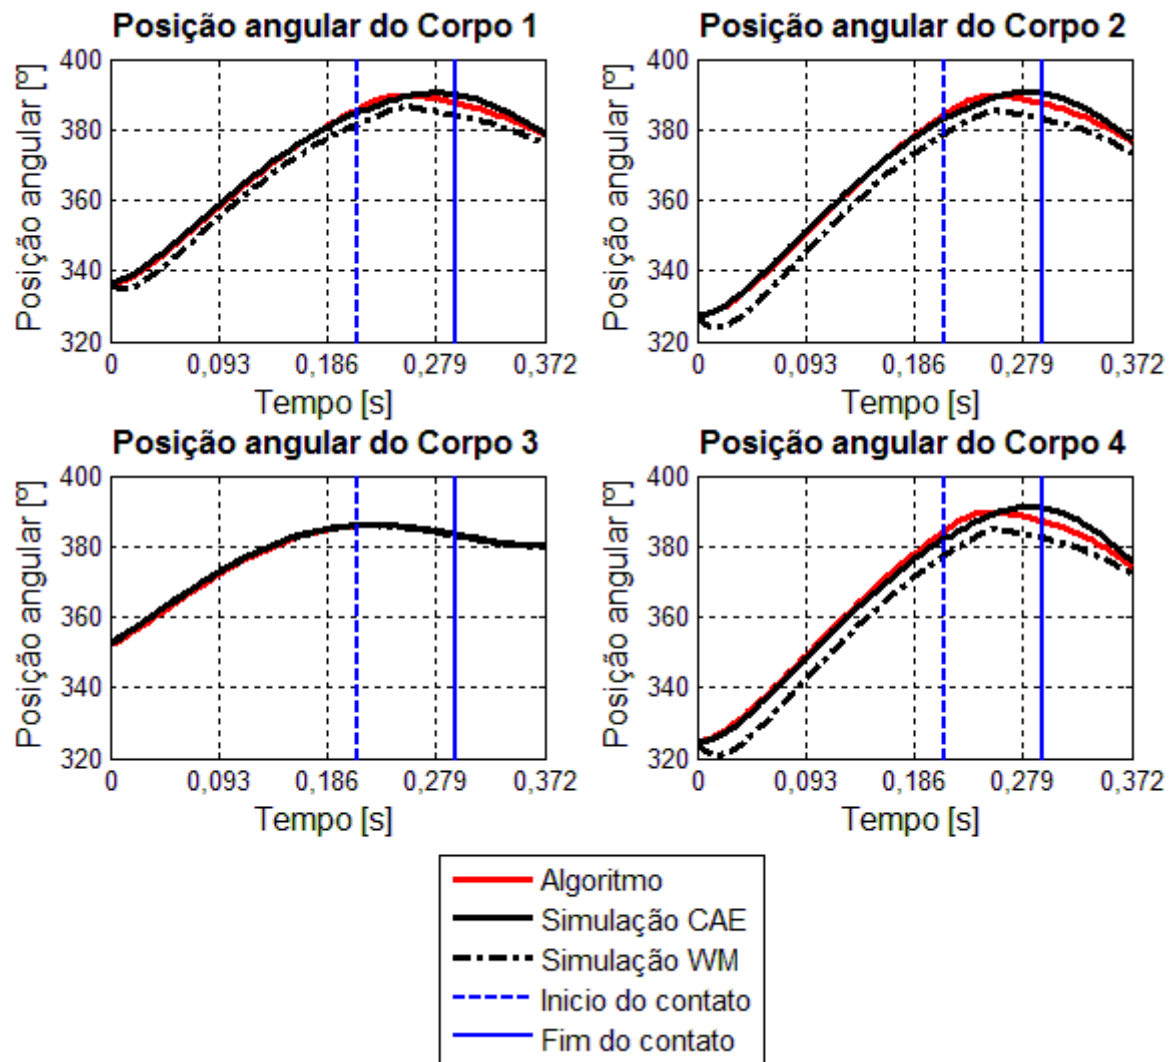 Posição angular do Corpo 1
Posição angular [º]
400
380
360
340
320
0 0,093 0,186 0,279 0,372
Tempo [s]
Posição angular do Corpo 2
Posição angular [º]
400
380
360
340
320
0 0,093 0,186 0,279 0,372
Tempo [s]
Posição angular do Corpo 3
Posição angular [º]
400
380
360
340
320
0 0,093 0,186 0,279 0,372
Tempo [s]
Posição angular do Corpo 4
Posição angular [º]
400
380
360
340
320
0 0,093 0,186 0,279 0,372
Tempo [s]
Algoritmo
Simulação CAE
Simulação WM
Inicio do contato
Fim do contato